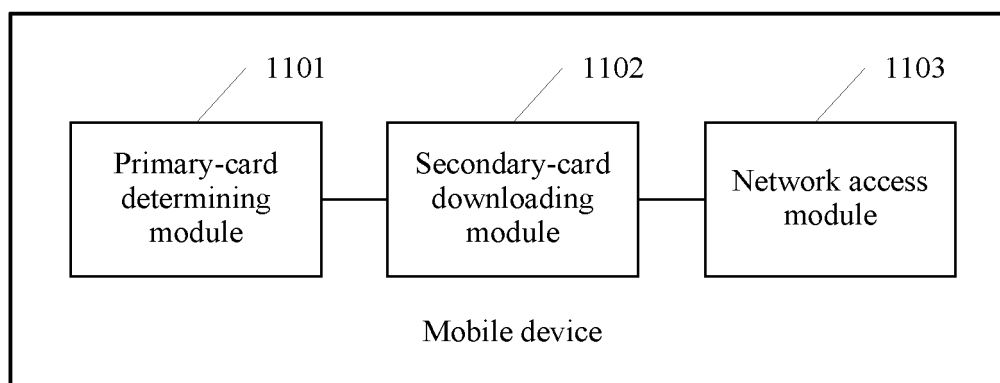 1101
1102
1103
Primary-card
determining
module
Secondary-card
downloading
module
Network access
module
Mobile device